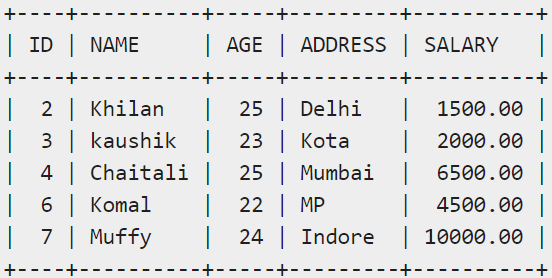 +----+----------+-----+---------+----------+
| ID | NAME     | AGE | ADDRESS | SALARY   |
+----+----------+-----+---------+----------+
|  2 | Khilan   |  25 | Delhi   |  1500.00 |
|  3 | kaushik  |  23 | Kota    |  2000.00 |
|  4 | Chaitali |  25 | Mumbai  |  6500.00 |
|  6 | Komal    |  22 | MP      |  4500.00 |
|  7 | Muffy    |  24 | Indore  | 10000.00 |
+----+----------+-----+---------+----------+